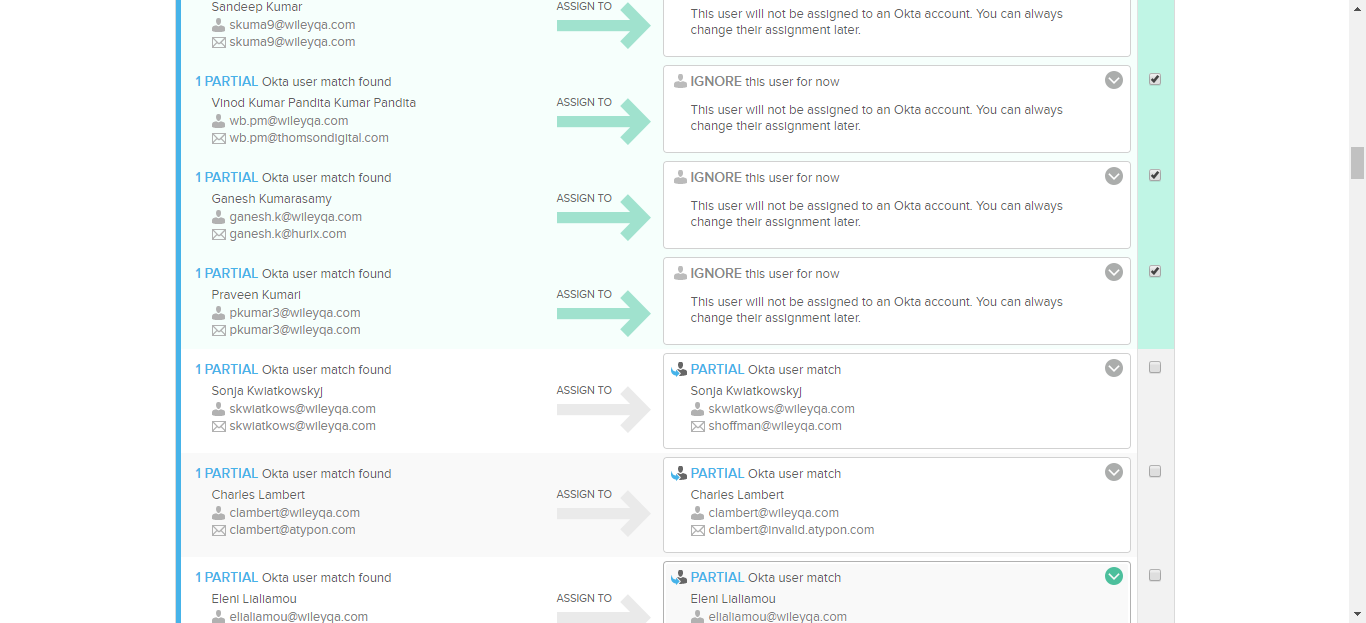 Sandeep Kumar
skuma9@wileyqa.com
skuma9@wileyqa.com
ASSIGN TO
This user will not be assigned to an Okta account. You can always
change their assignment later.
1 PARTIAL Okta user match found
Vinod Kumar Pandita Kumar Pandita
wb.pm@wileyqa.com
wb.pm@thomsondigital.com
ASSIGN TO
IGNORE this user for now
This user will not be assigned to an Okta account. You can always
change their assignment later.
1 PARTIAL Okta user match found
Ganesh Kumarasamy
ganesh.k@wileyqa.com
ganesh.k@hurix.com
ASSIGN TO
IGNORE this user for now
This user will not be assigned to an Okta account. You can always
change their assignment later.
1 PARTIAL Okta user match found
Praveen Kumari
pkumar3@wileyqa.com
pkumar3@wileyqa.com
ASSIGN TO
IGNORE this user for now
This user will not be assigned to an Okta account. You can always
change their assignment later.
1 PARTIAL Okta user match found
Sonja Kwiatkowskyj
skwiatkows@wileyqa.com
skwiatkows@wileyqa.com
ASSIGN TO
PARTIAL Okta user match
Sonja Kwiatkowskyj
skwiatkows@wileyqa.com
shoffman@wileyqa.com
1 PARTIAL Okta user match found
Charles Lambert
clambert@wileyqa.com
clambert@atypon.com
ASSIGN TO
PARTIAL Okta user match
Charles Lambert
clambert@wileyqa.com
clambert@invalid.atypon.com
1 PARTIAL Okta user match found
Eleni Lialiamou
elialiamou@wileyqa.com
ASSIGN TO
PARTIAL Okta user match
Eleni Lialiamou
elialiamou@wileyqa.com